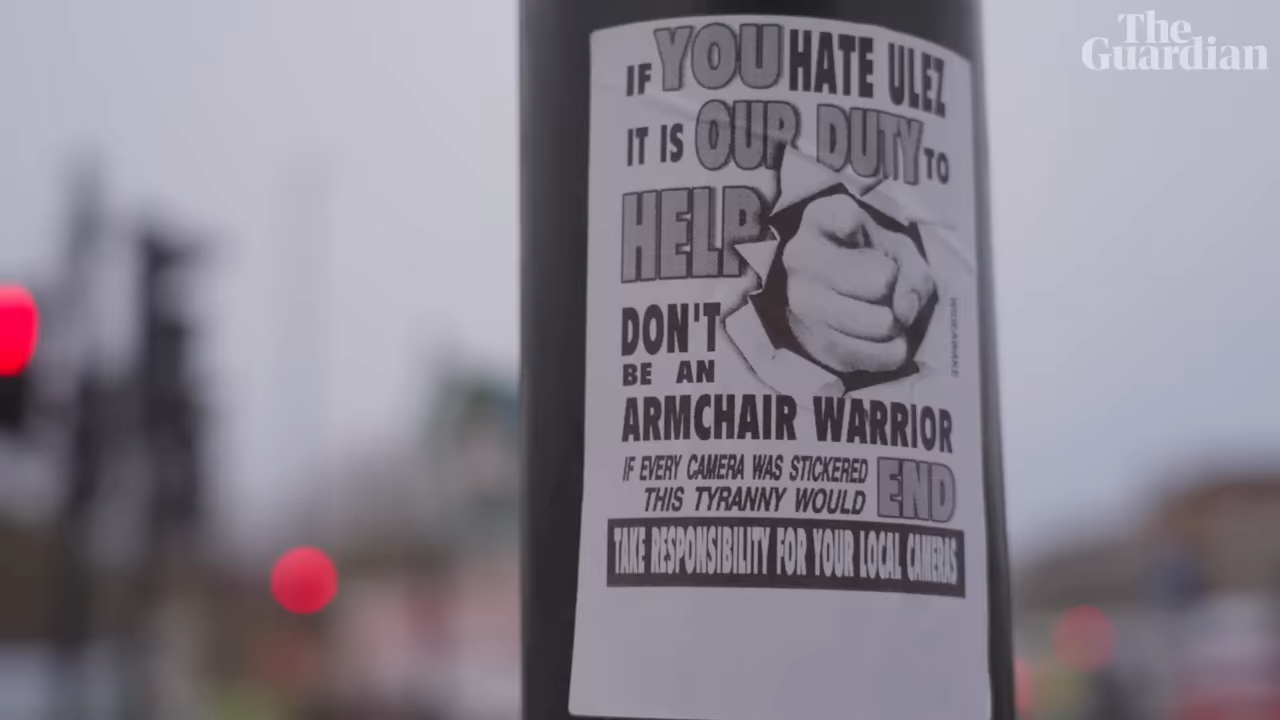 The Guardian
IF YOU HATE ULEZ
IT IS OUR DUTY TO
HELP
DON'T
BE AN
ARMCHAIR WARRIOR
IF EVERY CAMERA WAS STICKERED
THIS TYRANNY WOULD END
TAKE RESPONSIBILITY FOR YOUR LOCAL CAMERAS